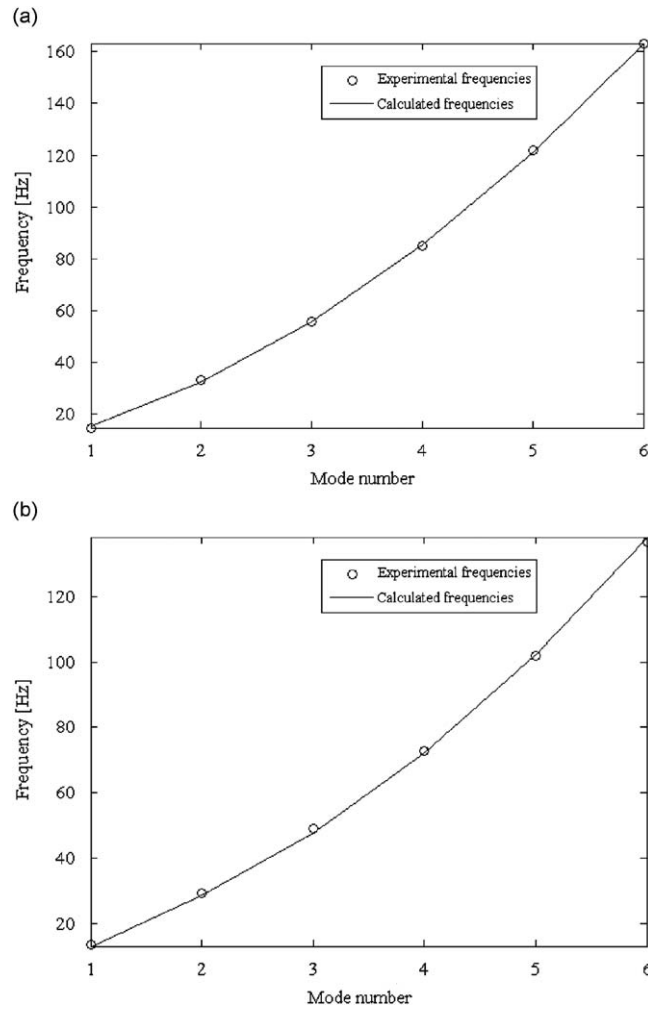 (a)
160
140
120
100
80
60
40
20
Frequency [Hz]
Experimental frequencies
Calculated frequencies
1 2 3 4 5 6
Mode number
(b)
120
100
80
60
40
20
Frequency [Hz]
Experimental frequencies
Calculated frequencies
1 2 3 4 5 6
Mode number